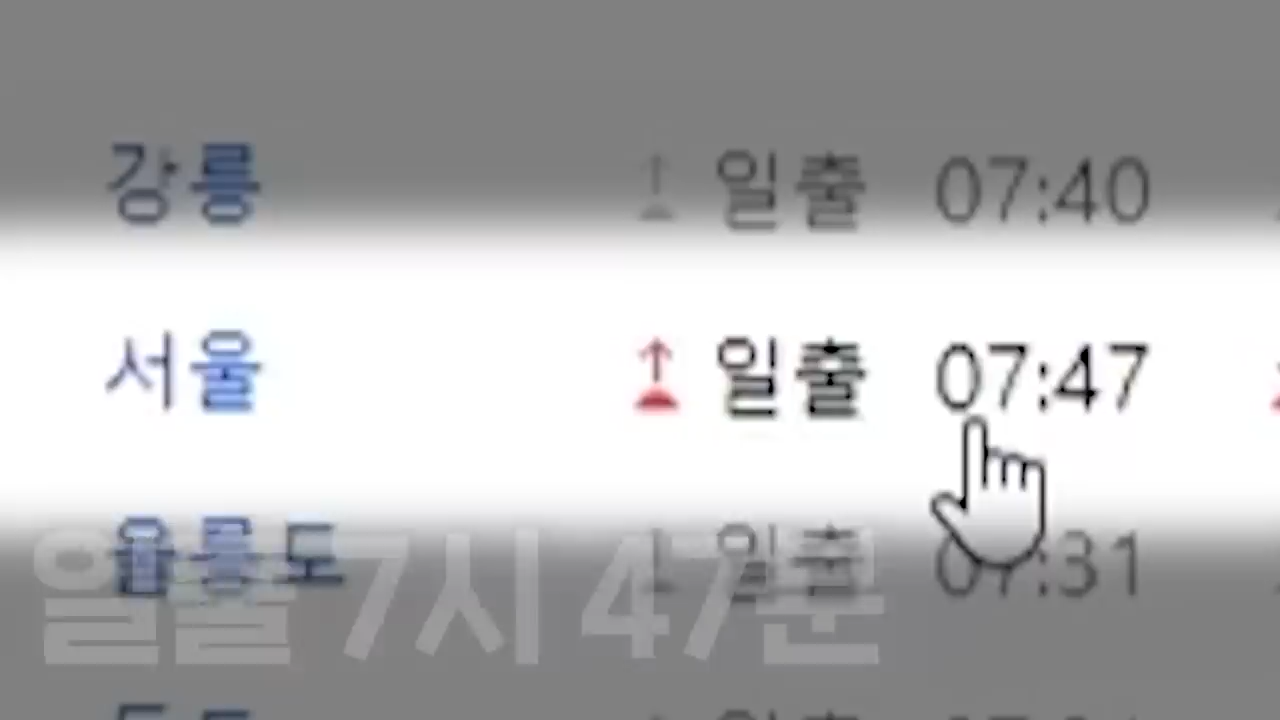 강릉 일출 07:40
서울 일출 07:47
울릉도 일출 07:31
일출 7시 47분